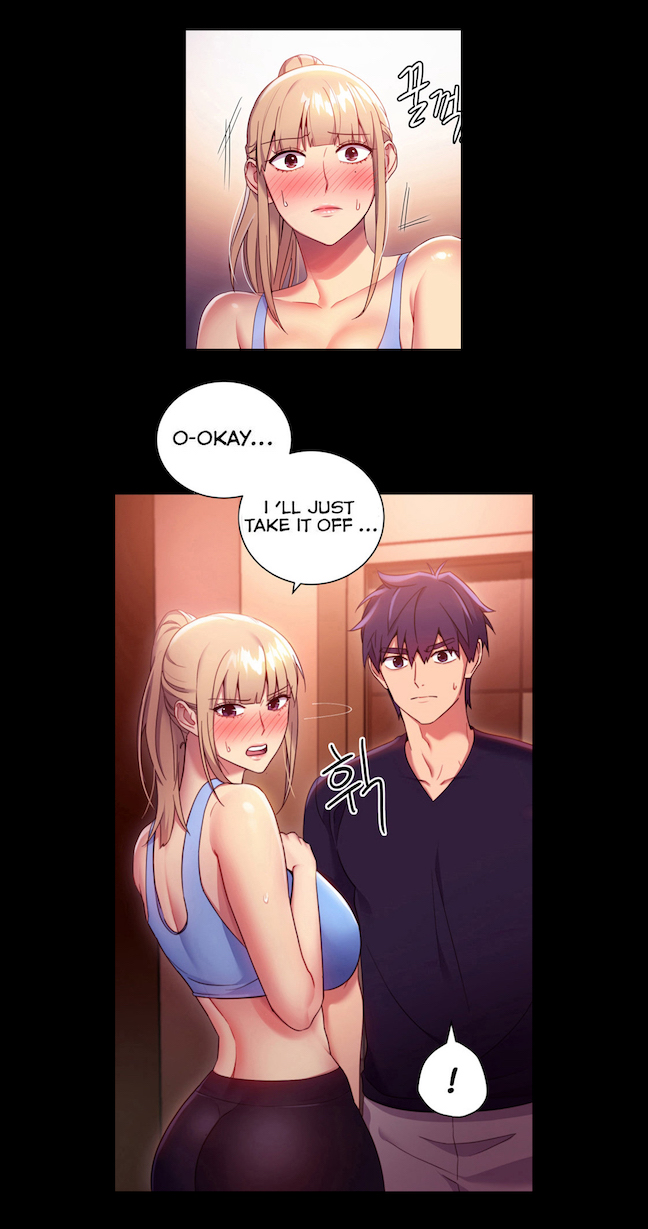 꿀꺽
O-OKAY...
I 'LL JUST
TAKE IT OFF ...
휙
!